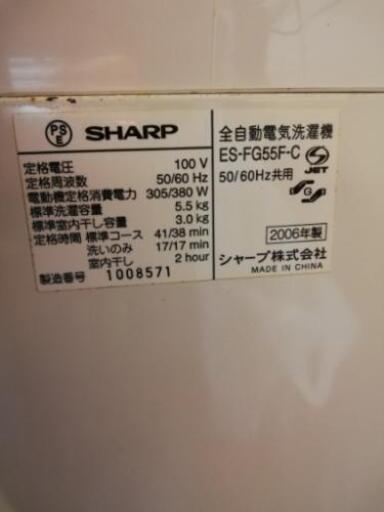 PSE SHARP
全自動電気洗濯機
ES-FG55F-C
JET
50/60Hz共用
定格電圧 100 V
定格周波数 50/60 Hz
電動機定格消費電力 305/380 W
標準洗濯容量 5.5 kg
標準室内干し容量 3.0 kg
定格時間 標準コース 41/38 min
洗いのみ 17/17 min
室内干し 2 hour
製造番号 1008571
S G S
2006年製
シャープ株式会社
MADE IN CHINA